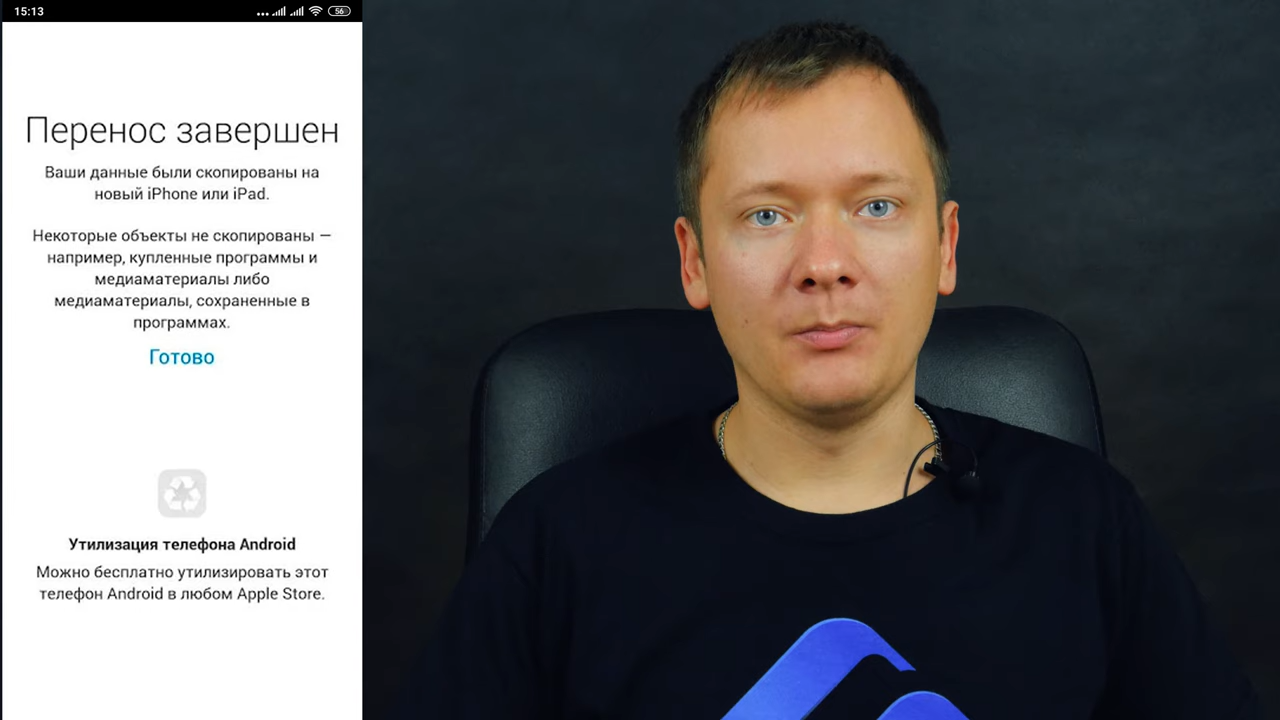 15:13
56
Перенос завершен
Ваши данные были скопированы на
новый iPhone или iPad.
Некоторые объекты не скопированы —
например, купленные программы и
медиаматериалы либо
медиаматериалы, сохраненные в
программах.
Готово
Утилизация телефона Android
Можно бесплатно утилизировать этот
телефон Android в любом Apple Store.